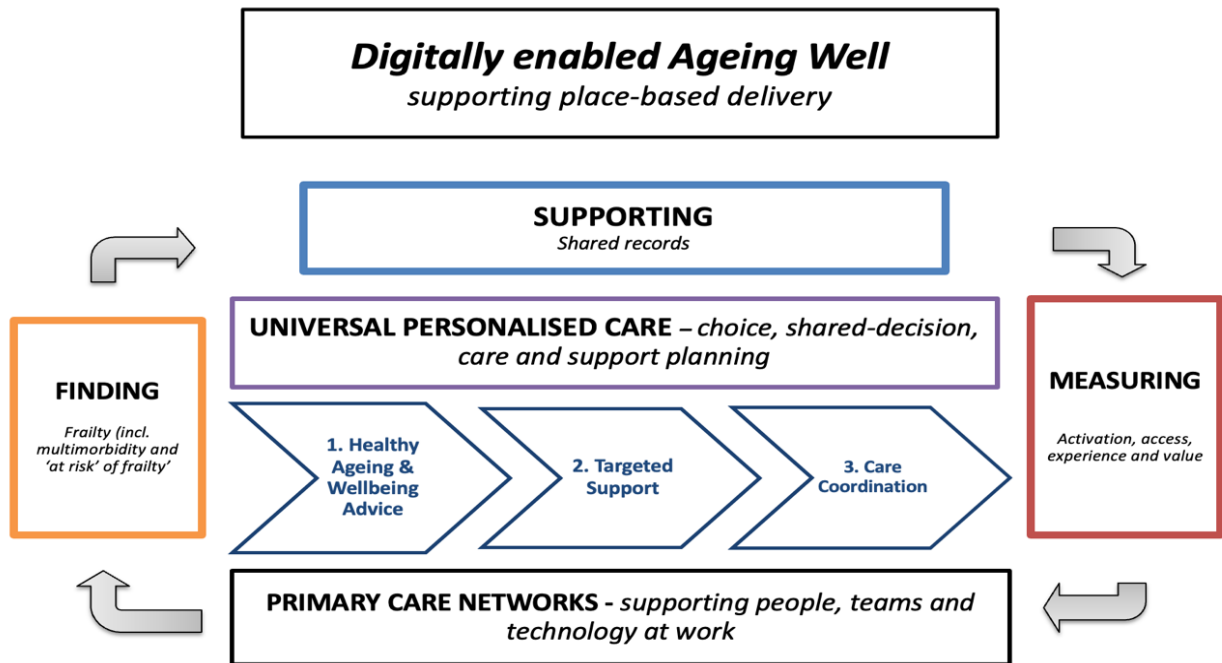 Digitally enabled Ageing Well
supporting place-based delivery
SUPPORTING
Shared records
UNIVERSAL PERSONALISED CARE – choice, shared-decision,
care and support planning
FINDING
Frailty (incl.
multimorbidity and
‘at risk’ of frailty’
1. Healthy
Ageing &
Wellbeing
Advice
2. Targeted
Support
3. Care
Coordination
MEASURING
Activation, access,
experience and value
PRIMARY CARE NETWORKS - supporting people, teams and
technology at work